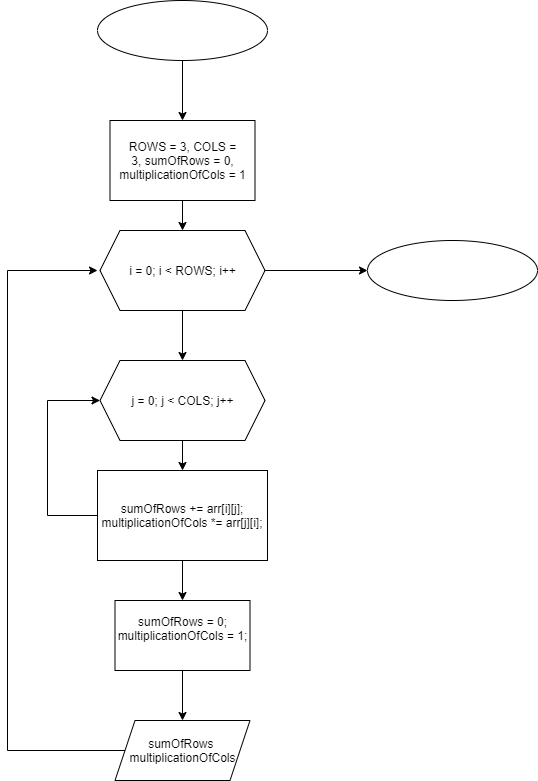 ROWS = 3, COLS =
3, sumOfRows = 0,
multiplicationOfCols = 1
i = 0; i < ROWS; i++
j = 0; j < COLS; j++
sumOfRows += arr[i][j];
multiplicationOfCols *= arr[j][i];
sumOfRows = 0;
multiplicationOfCols = 1;
sumOfRows
multiplicationOfCols